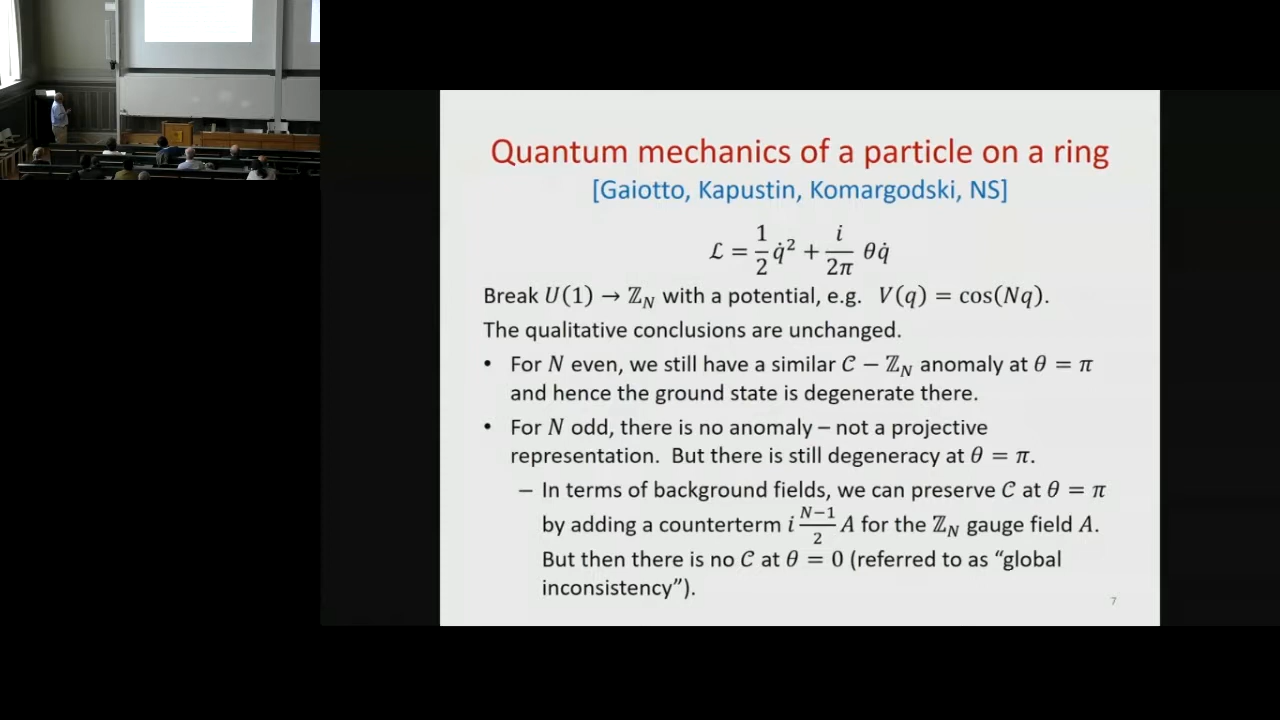 Quantum mechanics of a particle on a ring
[Gaiotto, Kapustin, Komargodski, NS]
ℒ = 1/2 q̇² + i/2π θq̇
Break U(1) → ℤ_N with a potential, e.g. V(q) = cos(Nq).
The qualitative conclusions are unchanged.
• For N even, we still have a similar 𝒞 − ℤ_N anomaly at θ = π
and hence the ground state is degenerate there.
• For N odd, there is no anomaly – not a projective
representation. But there is still degeneracy at θ = π.
– In terms of background fields, we can preserve 𝒞 at θ = π
by adding a counterterm i (N−1)/2 A for the ℤ_N gauge field A.
But then there is no 𝒞 at θ = 0 (referred to as “global
inconsistency”).
7